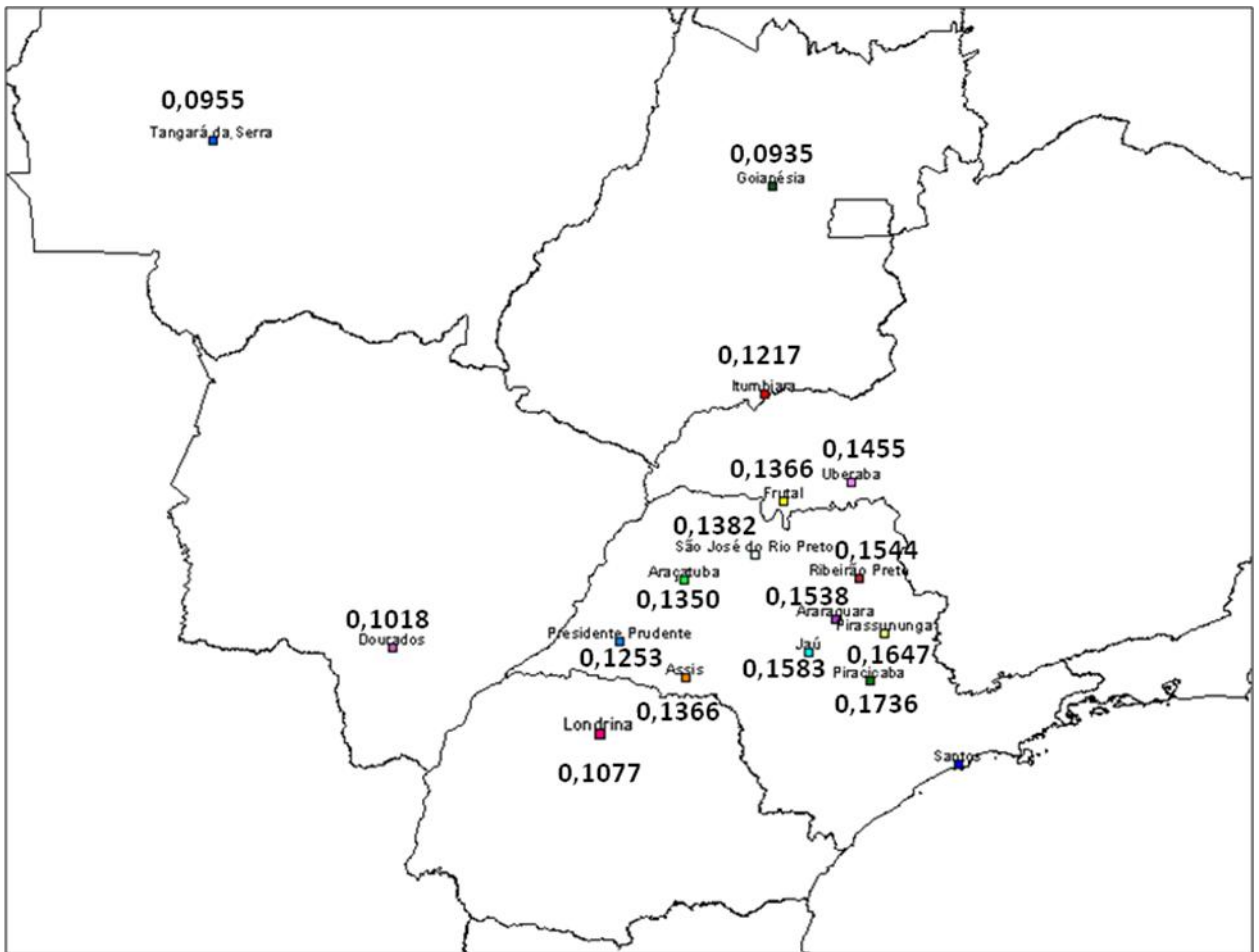 0,0955
Tangará da Serra
0,0935
Goianésia
0,1217
Itumbiara
0,1455
Uberaba
0,1366
Frutal
0,1382
São José do Rio Preto
0,1544
Ribeirão Preto
Araçatuba
0,1350
0,1538
Araraquara
Pirassununga
0,1647
0,1018
Dourados
Presidente Prudente
0,1253
Jaú
0,1583
Assis
0,1366
Piracicaba
0,1736
Londrina
0,1077
Santos